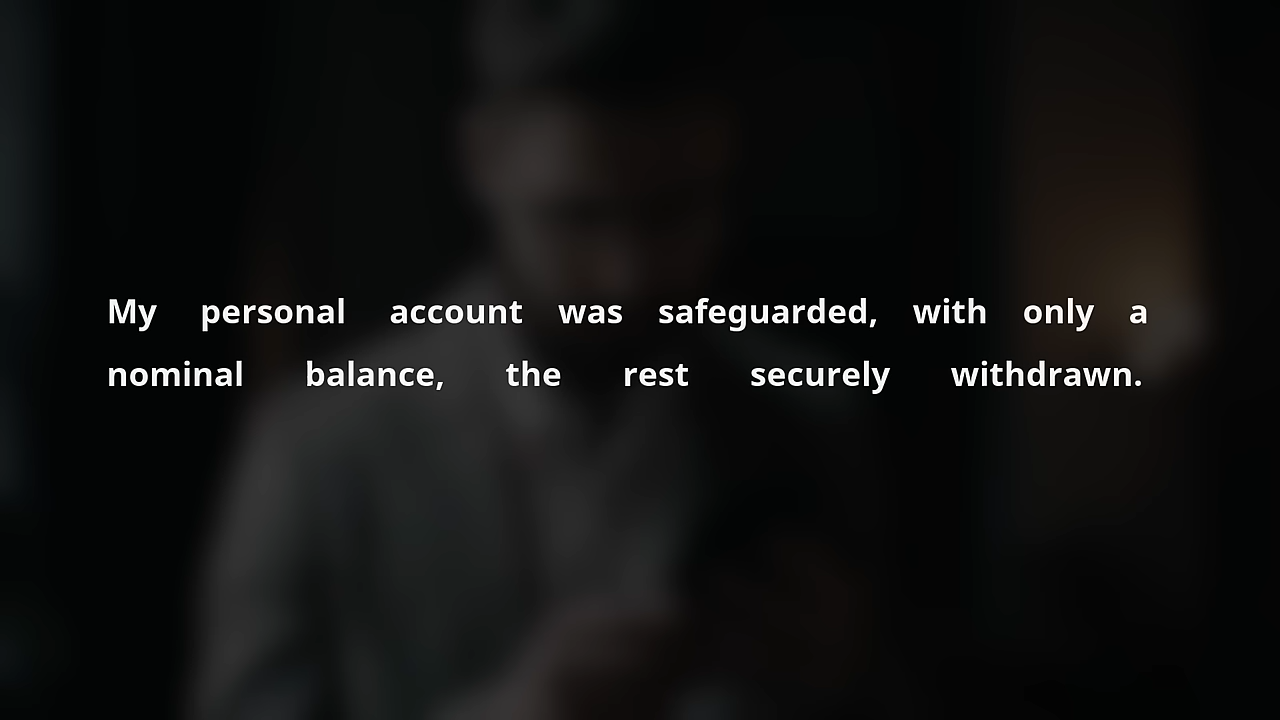 My personal account was safeguarded, with only a
nominal balance, the rest securely withdrawn.